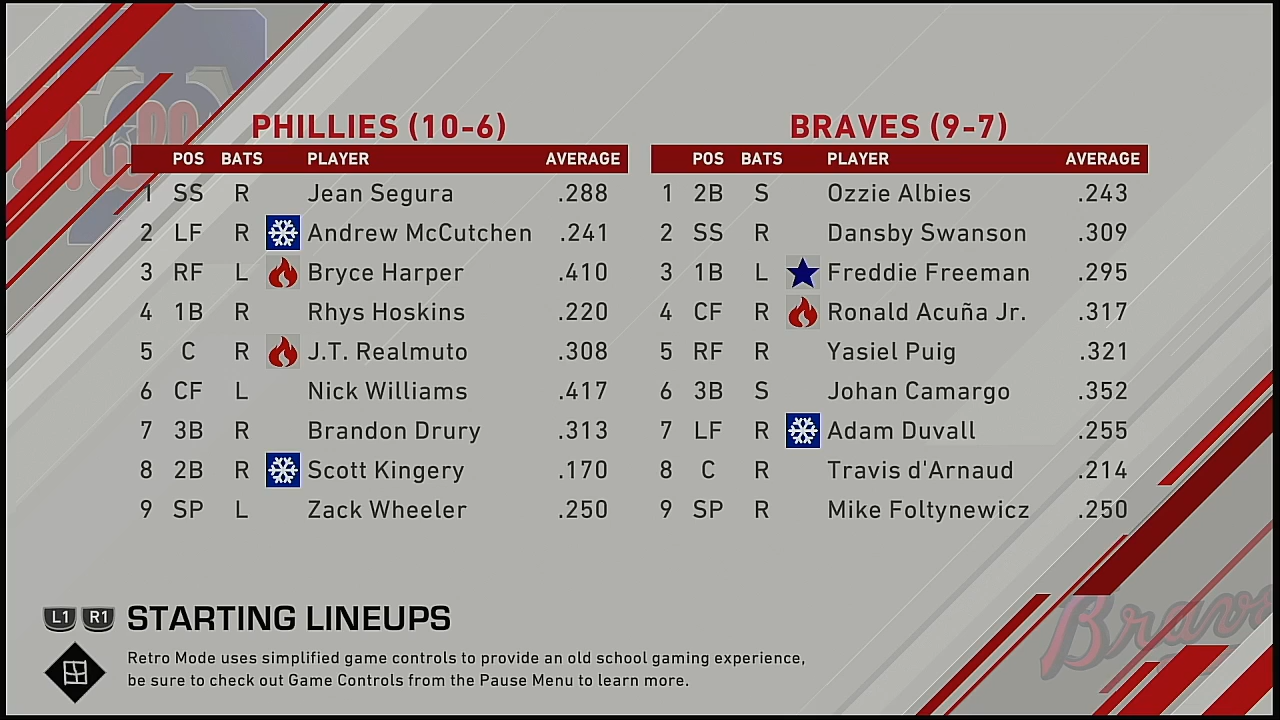 PHILLIES (10-6)
POS BATS PLAYER AVERAGE
1 SS R Jean Segura .288
2 LF R Andrew McCutchen .241
3 RF L Bryce Harper .410
4 1B R Rhys Hoskins .220
5 C R J.T. Realmuto .308
6 CF L Nick Williams .417
7 3B R Brandon Drury .313
8 2B R Scott Kingery .170
9 SP L Zack Wheeler .250
BRAVES (9-7)
POS BATS PLAYER AVERAGE
1 2B S Ozzie Albies .243
2 SS R Dansby Swanson .309
3 1B L Freddie Freeman .295
4 CF R Ronald Acuña Jr. .317
5 RF R Yasiel Puig .321
6 3B S Johan Camargo .352
7 LF R Adam Duvall .255
8 C R Travis d'Arnaud .214
9 SP R Mike Foltynewicz .250
L1 R1 STARTING LINEUPS
Retro Mode uses simplified game controls to provide an old school gaming experience,
be sure to check out Game Controls from the Pause Menu to learn more.